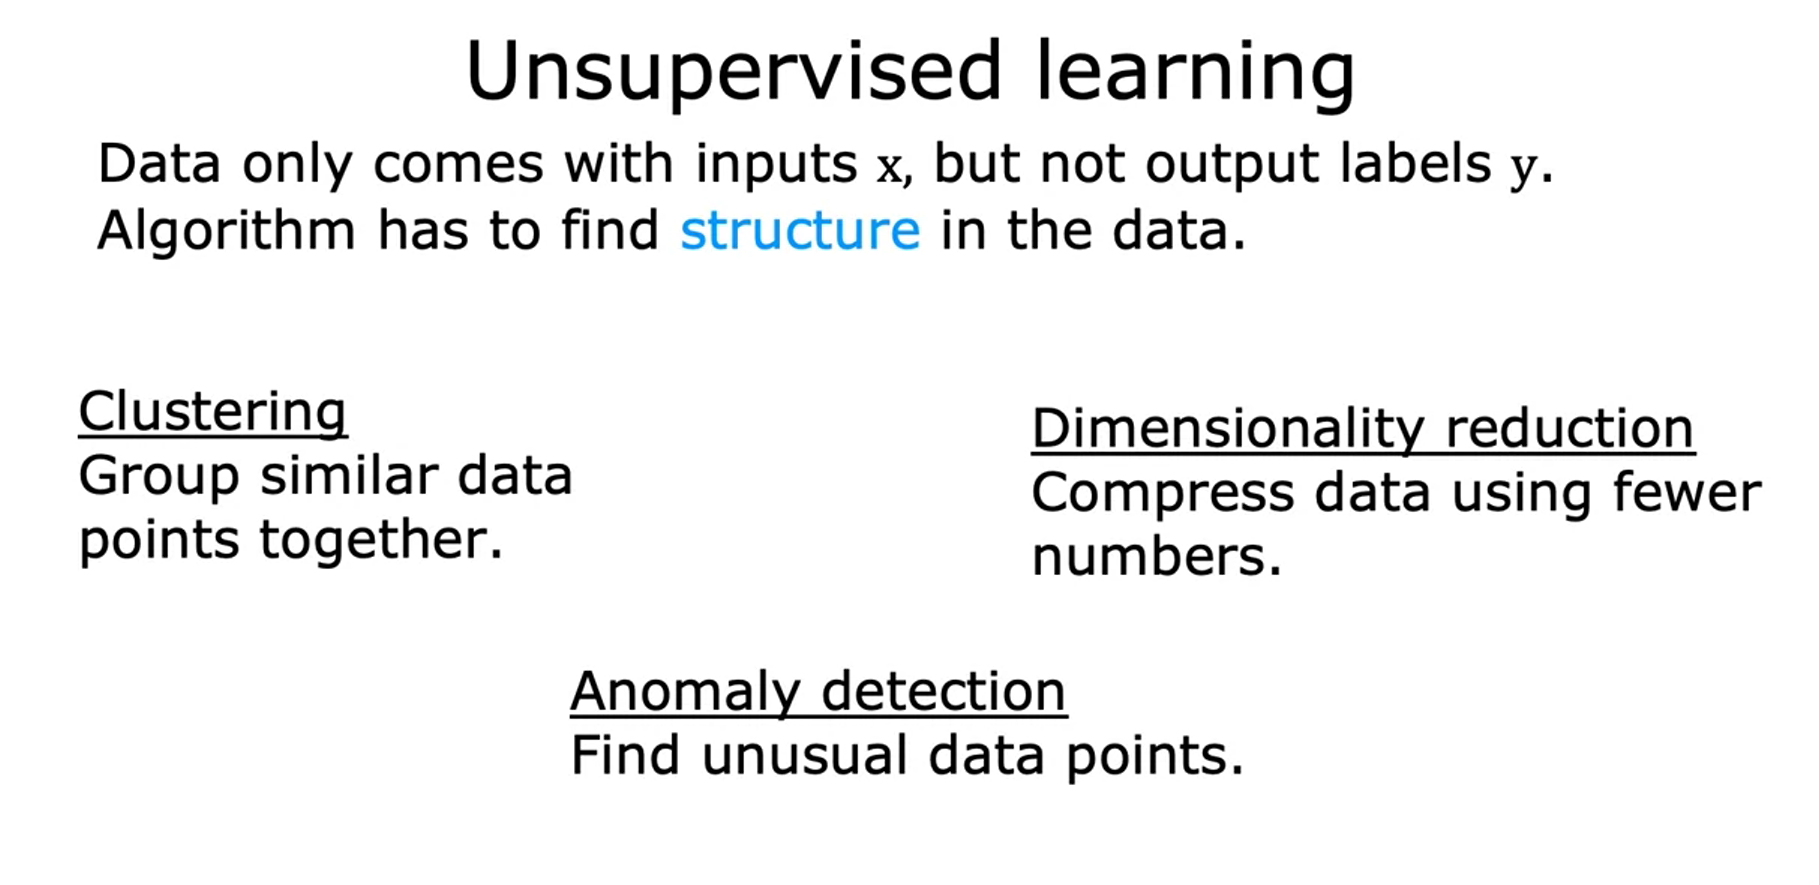 Unsupervised learning
Data only comes with inputs x, but not output labels y.
Algorithm has to find structure in the data.
Clustering
Group similar data
points together.
Dimensionality reduction
Compress data using fewer
numbers.
Anomaly detection
Find unusual data points.